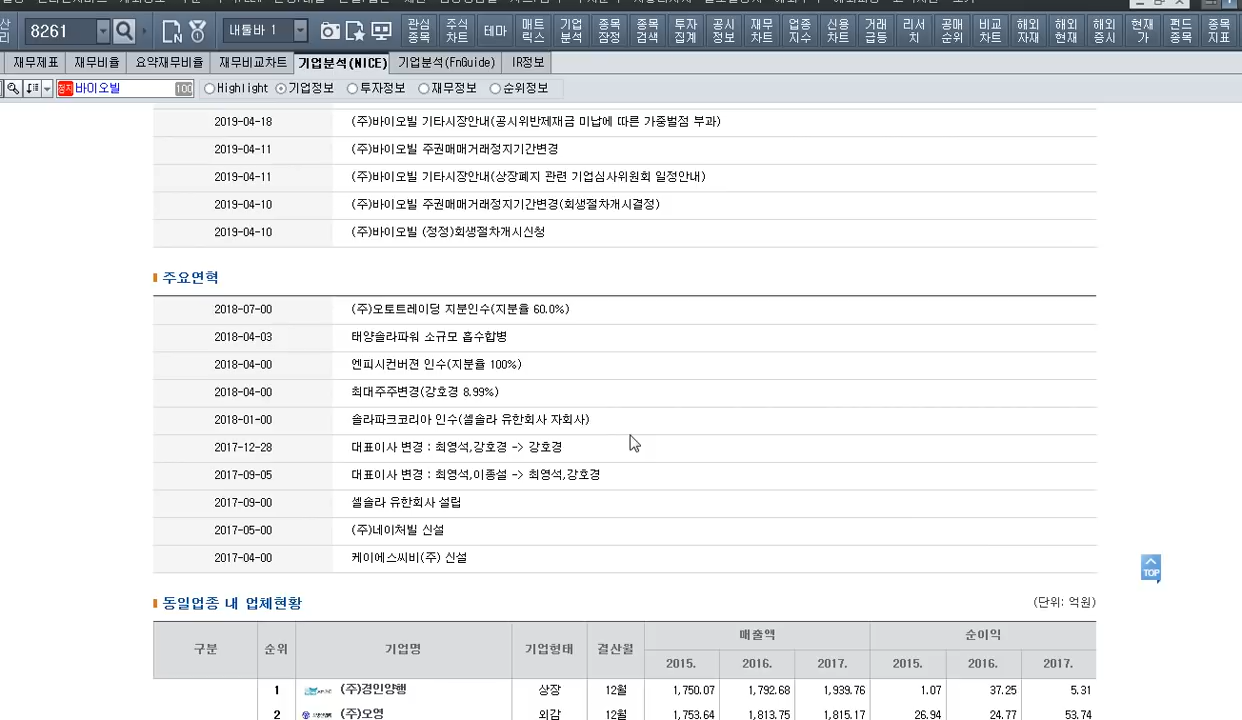 8261
내툴바 1
관심 종목
주식 차트
테마
매트 릭스
기업 분석
종목 잠정
종목 검색
투자 집계
공시 정보
재무 차트
업종 지수
신용 차트
거래 급등
리서 치
공매 순위
비교 차트
해외 자재
해외 현재
해외 증시
현재 가
펀드 종목
종목 지표
재무제표 재무비율 요약재무비율 재무비교차트 기업분석(NICE) 기업분석(FnGuide) IR정보
바이오빌 100 Highlight 기업정보 투자정보 재무정보 순위정보
2019-04-18 (주)바이오빌 기타시장안내(공시위반제재금 미납에 따른 가중벌점 부과)
2019-04-11 (주)바이오빌 주권매매거래정지기간변경
2019-04-11 (주)바이오빌 기타시장안내(상장폐지 관련 기업심사위원회 일정안내)
2019-04-10 (주)바이오빌 주권매매거래정지기간변경(회생절차개시결정)
2019-04-10 (주)바이오빌 (정정)회생절차개시신청
주요연혁
2018-07-00 (주)오토트레이딩 지분인수(지분율 60.0%)
2018-04-03 태양솔라파워 소규모 흡수합병
2018-04-00 엔피시컨버젼 인수(지분율 100%)
2018-04-00 최대주주변경(강호경 8.99%)
2018-01-00 솔라파크코리아 인수(셀솔라 유한회사 자회사)
2017-12-28 대표이사 변경 : 최영석,강호경 -> 강호경
2017-09-05 대표이사 변경 : 최영석,이종설 -> 최영석,강호경
2017-09-00 셀솔라 유한회사 설립
2017-05-00 (주)네이처빌 신설
2017-04-00 케이에스씨비(주) 신설
TOP
동일업종 내 업체현황 (단위: 억원)
구분 순위 기업명 기업형태 결산월 매출액 순이익
2015. 2016. 2017. 2015. 2016. 2017.
1 (주)경인양행 상장 12월 1,750.07 1,792.68 1,939.76 1.07 37.25 5.31
2 (주)오영 외감 12월 1,753.64 1,813.75 1,815.17 26.94 24.77 53.74